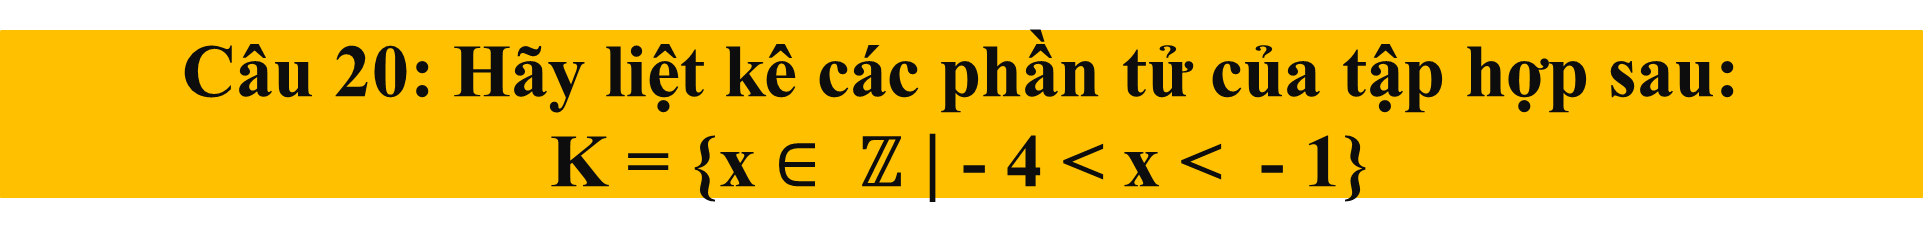 Câu 20: Hãy liệt kê các phần tử của tập hợp sau:
K = {x ∈ ℤ | - 4 < x < - 1}